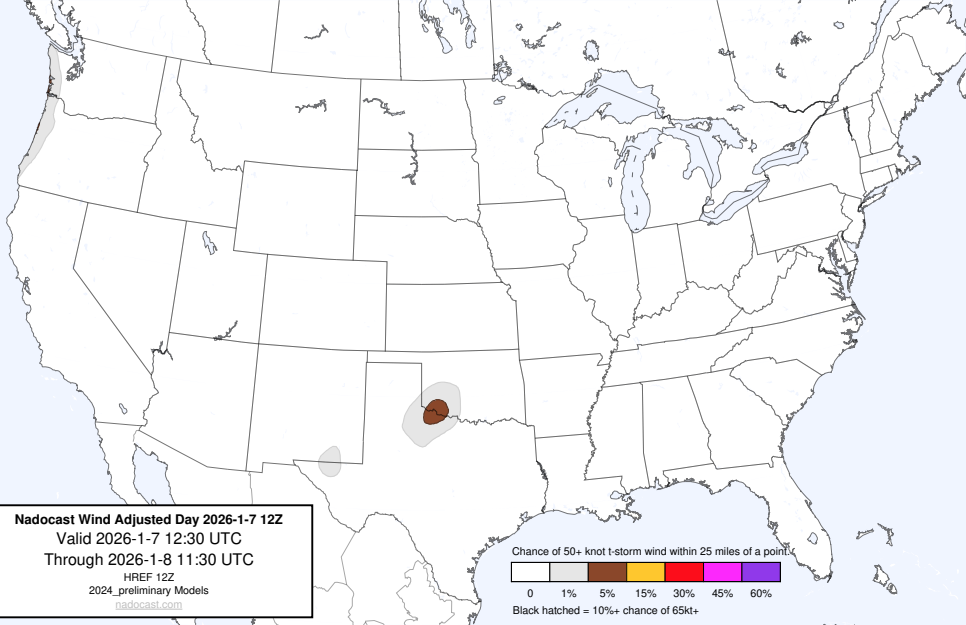 Nadocast Wind Adjusted Day 2026-1-7 12Z
Valid 2026-1-7 12:30 UTC
Through 2026-1-8 11:30 UTC
HREF 12Z
2024_preliminary Models
nadocast.com
Chance of 50+ knot t-storm wind within 25 miles of a point.
0 1% 5% 15% 30% 45% 60%
Black hatched = 10%+ chance of 65kt+